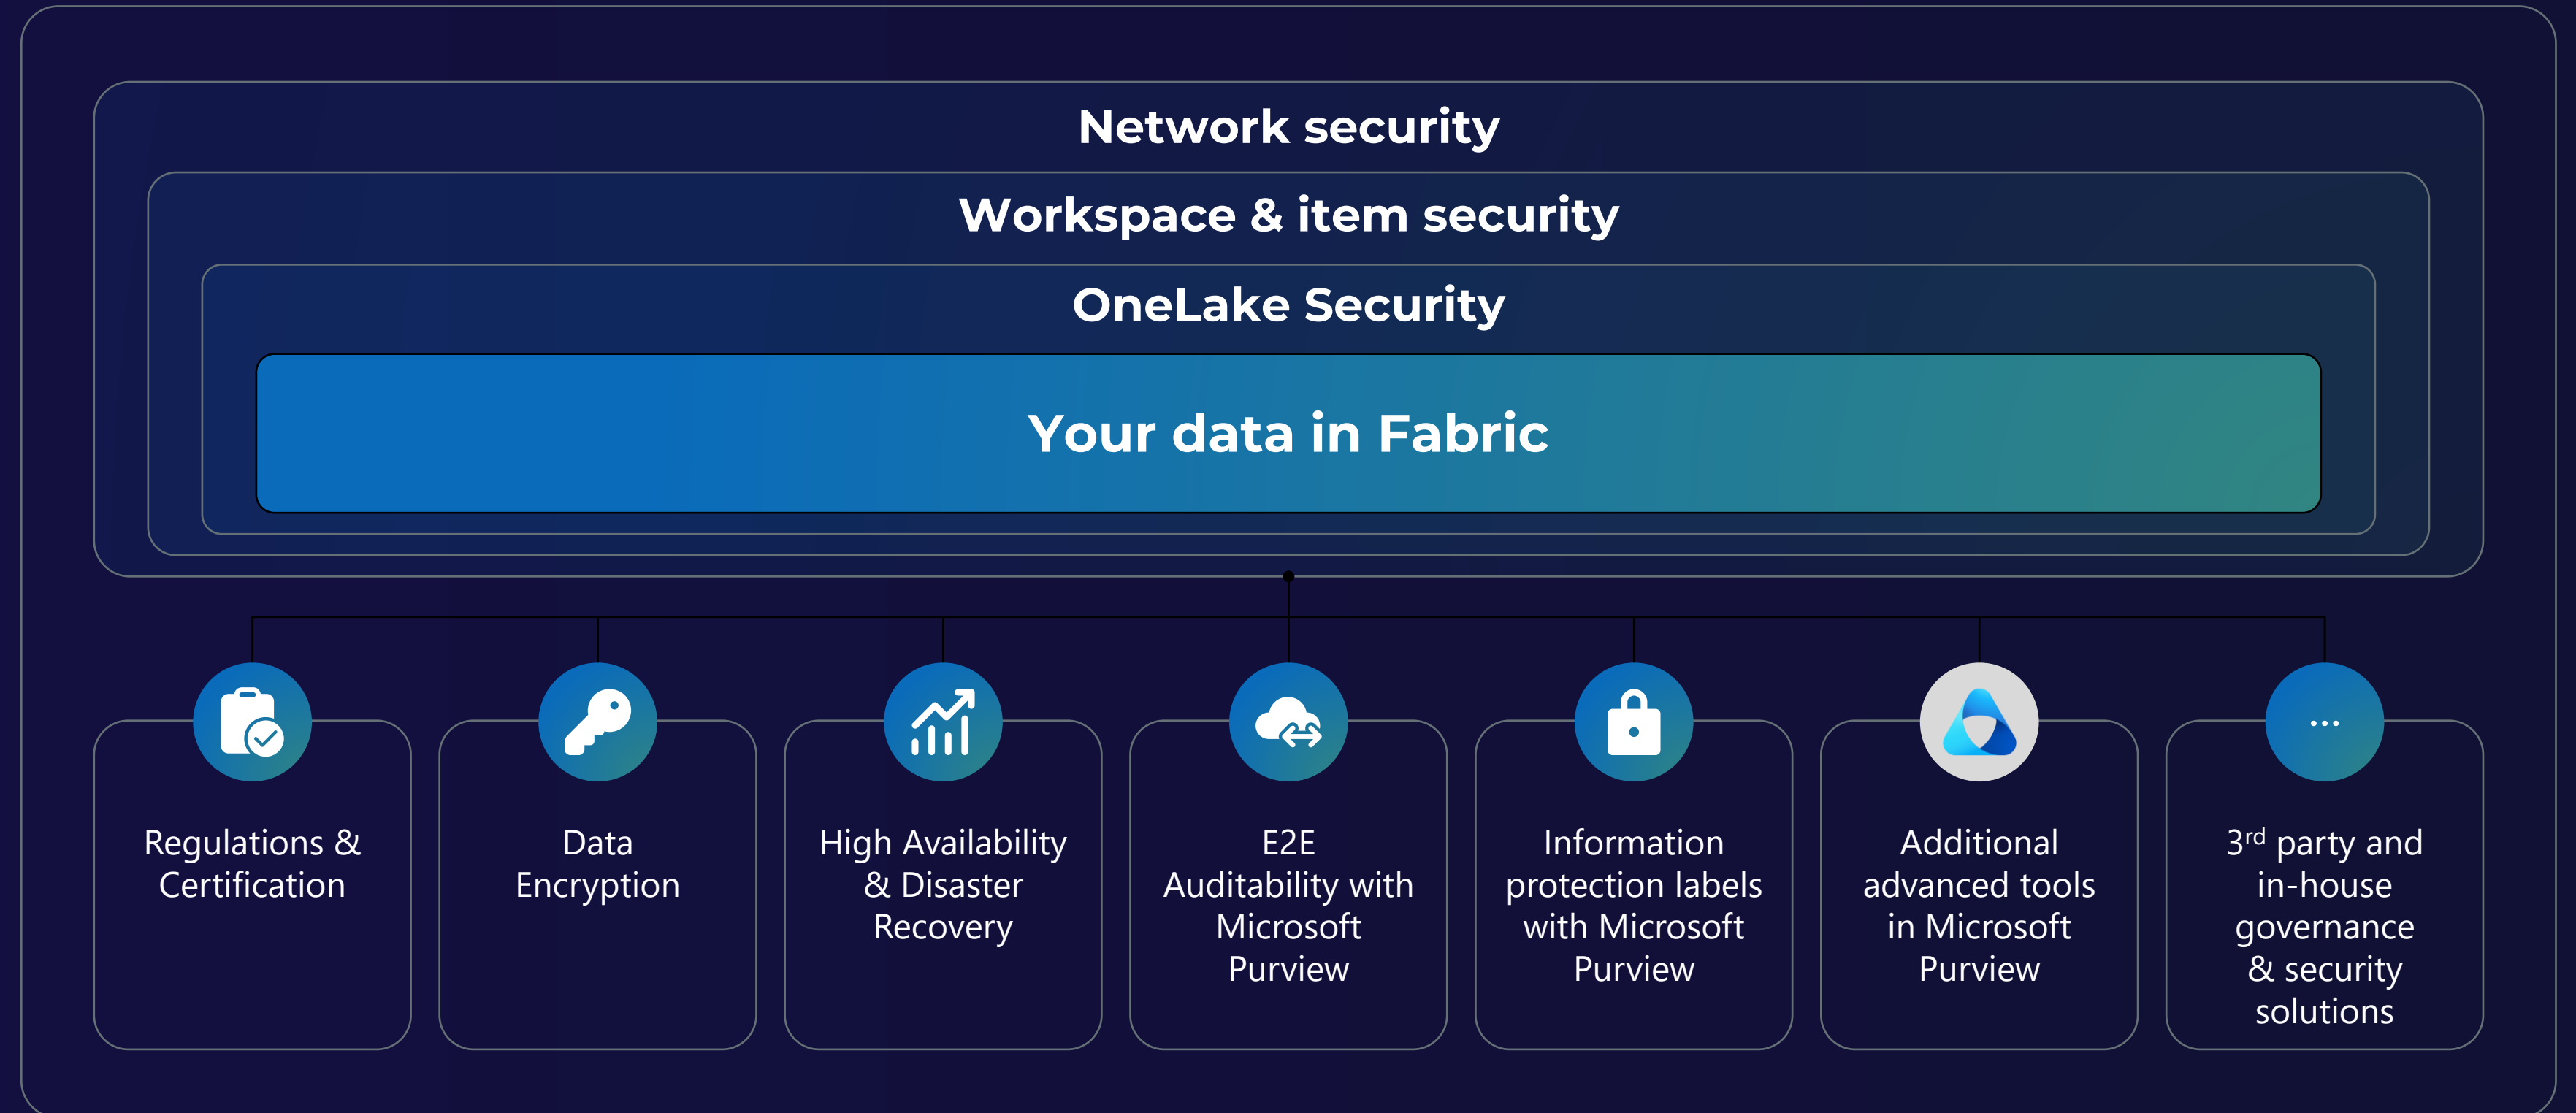 Network security
Workspace & item security
OneLake Security
Your data in Fabric
Regulations &
Certification
Data
Encryption
High Availability
& Disaster
Recovery
E2E
Auditability with
Microsoft
Purview
Information
protection labels
with Microsoft
Purview
Additional
advanced tools
in Microsoft
Purview
3rd party and
in-house
governance
& security
solutions